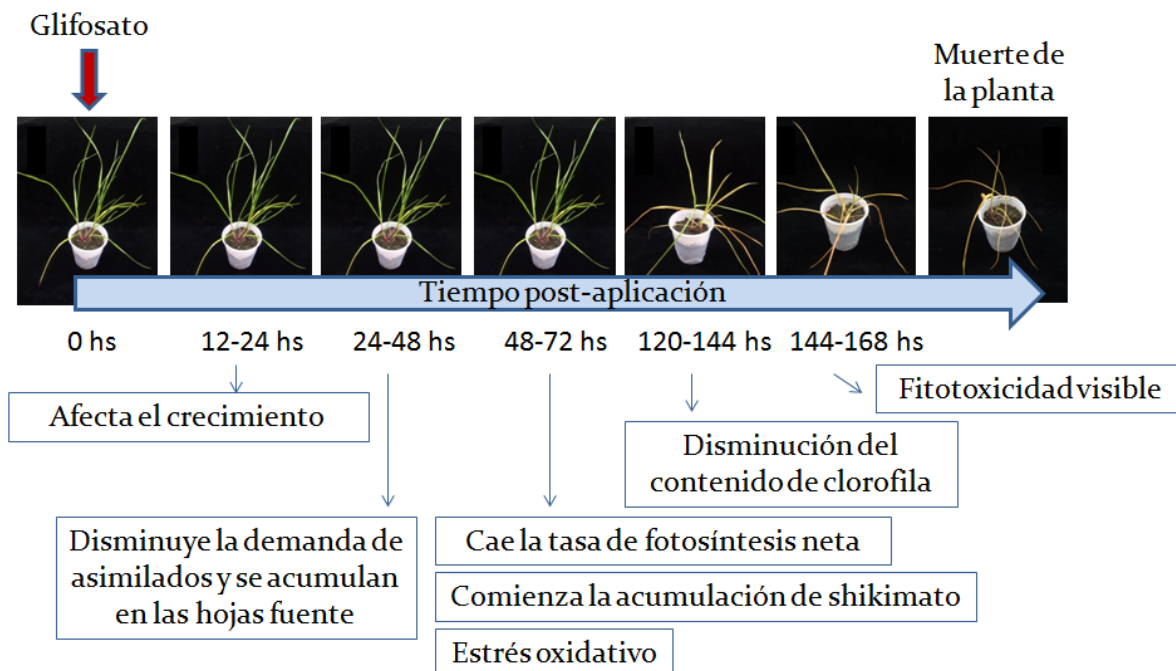 Glifosato
Muerte de
la planta
Tiempo post-aplicación
0 hs
12-24 hs
24-48 hs
48-72 hs
120-144 hs
144-168 hs
Afecta el crecimiento
Fitotoxicidad visible
Disminución del
contenido de clorofila
Disminuye la demanda de
asimilados y se acumulan
en las hojas fuente
Cae la tasa de fotosíntesis neta
Comienza la acumulación de shikimato
Estrés oxidativo